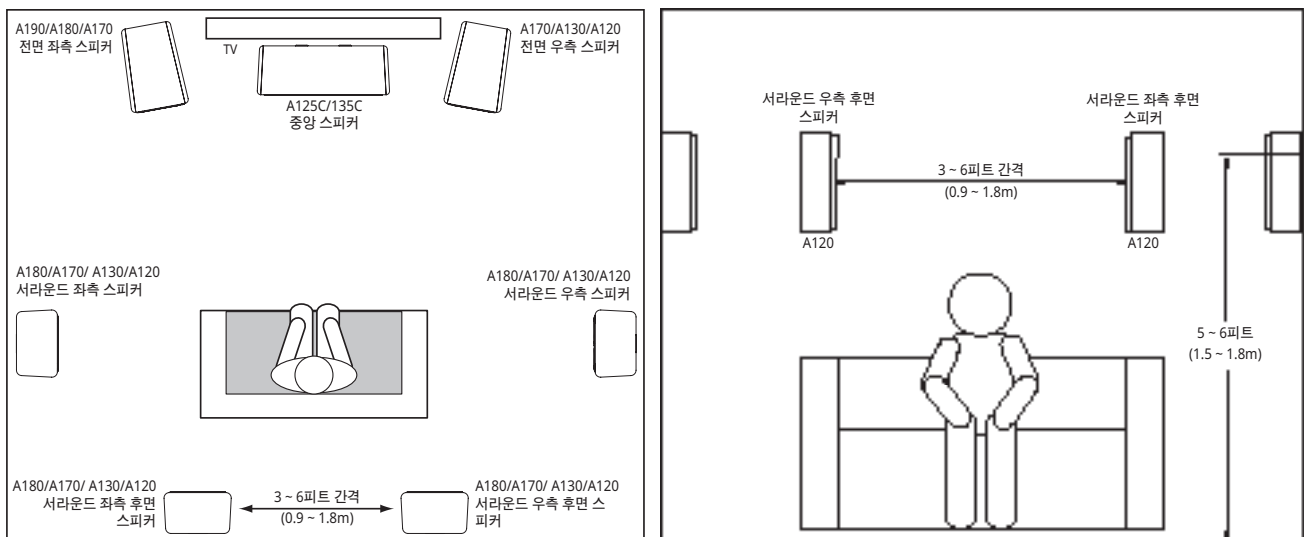 A190/A180/A170
전면 좌측 스피커
TV
A170/A130/A120
전면 우측 스피커
A125C/135C
중앙 스피커
A180/A170/ A130/A120
서라운드 좌측 스피커
A180/A170/ A130/A120
서라운드 우측 스피커
A180/A170/ A130/A120
서라운드 좌측 후면
스피커
3 ~ 6피트 간격
(0.9 ~ 1.8m)
A180/A170/ A130/A120
서라운드 우측 후면 스
피커
서라운드 우측 후면
스피커
서라운드 좌측 후면
스피커
3 ~ 6피트 간격
(0.9 ~ 1.8m)
A120
A120
5 ~ 6피트
(1.5 ~ 1.8m)